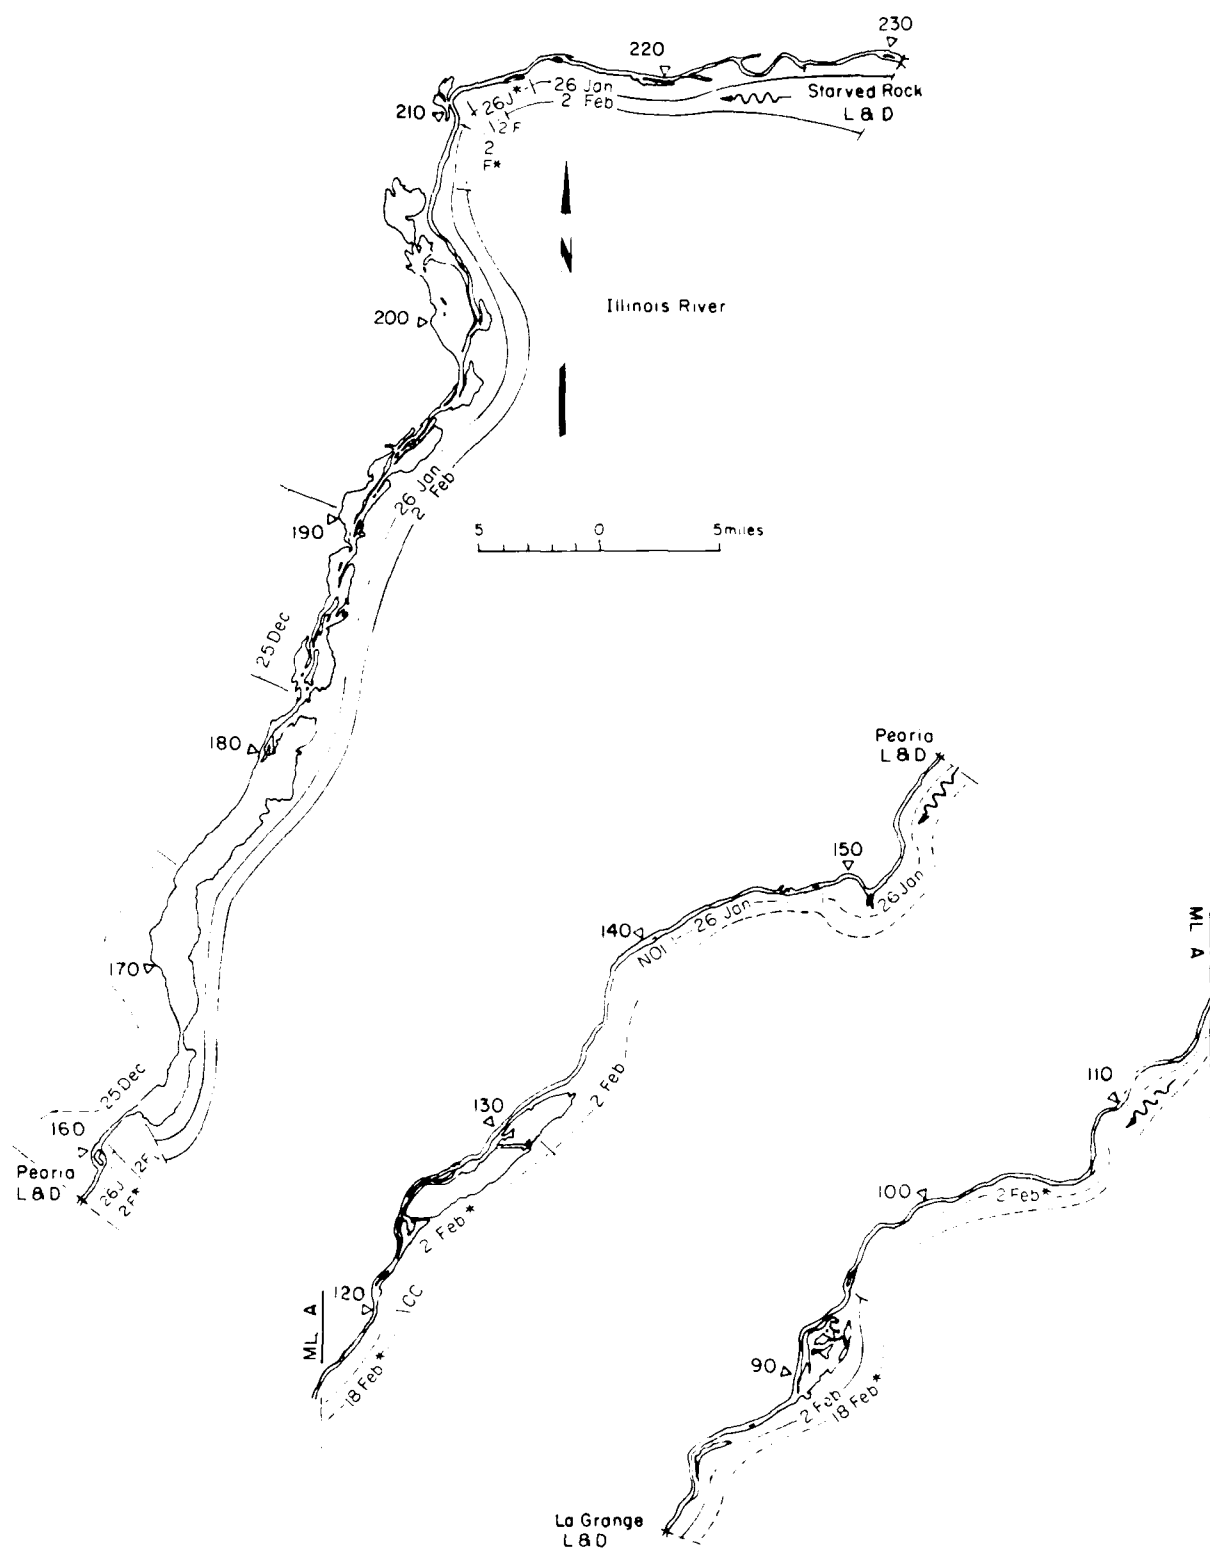 230
220
Starved Rock
L & D
26 Jan
2 Feb
26J*
210
2F
2
F*
200
Illinois River
26 Jan
2 Feb
190
5 0 5 miles
25 Dec
180
Peoria
L & D
150
26 Jan
26 Jan
140
NOI
ML A
170
2 Feb
110
25 Dec
130
160
Peoria
L & D
26J
2F*
12F
100
2 Feb*
2 Feb*
120
ICC
ML A
18 Feb*
90
2 Feb
18 Feb*
La Grange
L & D